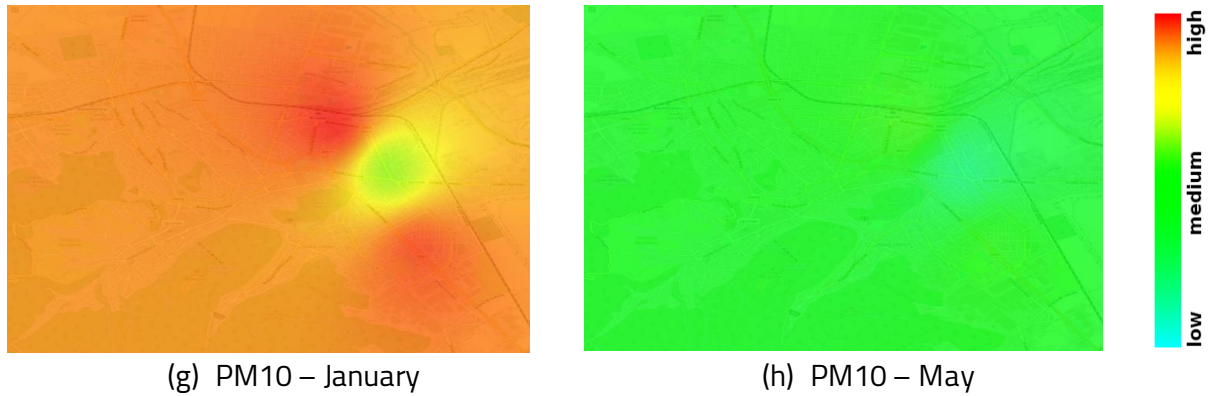 high
medium
low
(g) PM10 – January
(h) PM10 – May